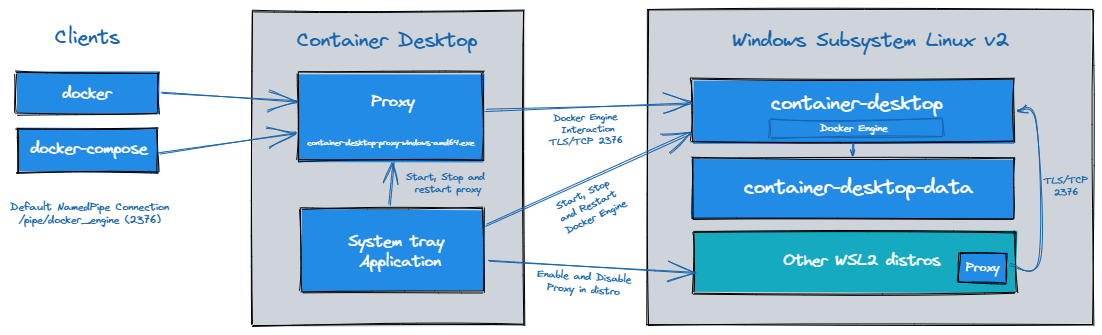 Clients
docker
docker-compose
Default NamedPipe Connection
/pipe/docker_engine (2376)
Container Desktop
Proxy
container-desktop-proxy-windows-amd64.exe
Start, Stop and
restart proxy
System tray
Application
Docker Engine
Interaction
TLS/TCP 2376
Start, Stop
and Restart
Docker Engine
Enable and Disable
Proxy in distro
Windows Subsystem Linux v2
container-desktop
Docker Engine
container-desktop-data
Other WSL2 distros
Proxy
TLS/TCP
2376